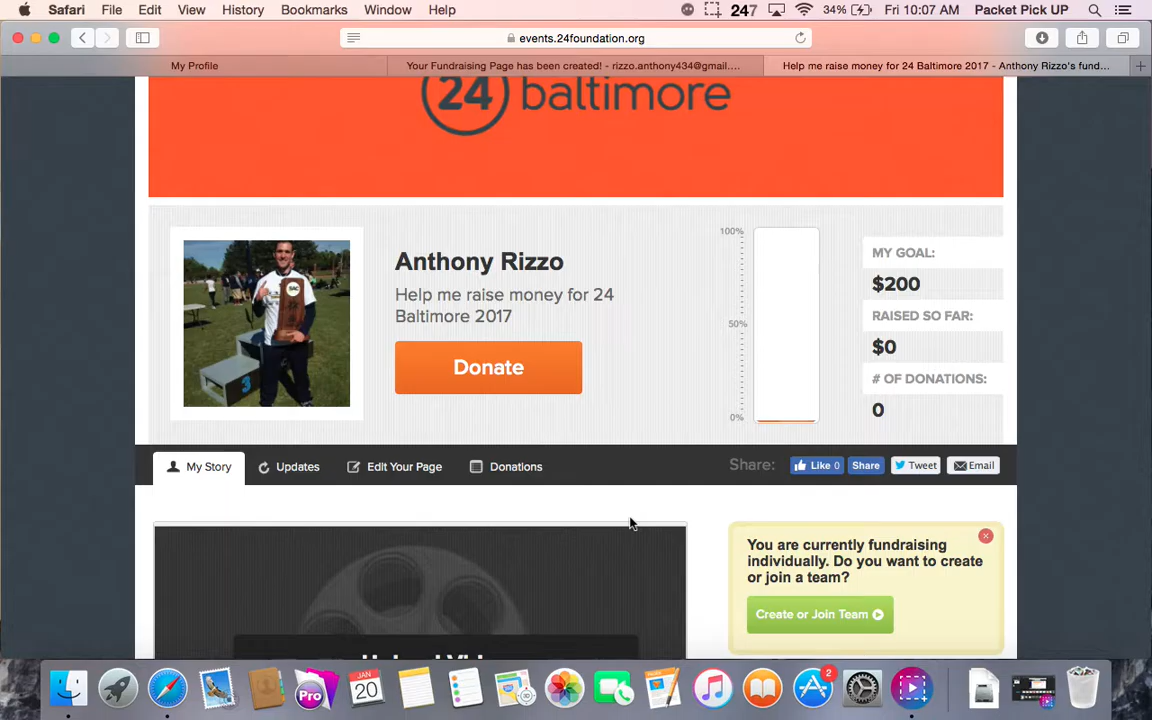 Safari File Edit View History Bookmarks Window Help 247 34% Fri 10:07 AM Packet Pick UP
events.24foundation.org
My Profile Your Fundraising Page has been created! - rizzo.anthony434@gmail.... Help me raise money for 24 Baltimore 2017 - Anthony Rizzo's fund...
24 baltimore
Anthony Rizzo
Help me raise money for 24
Baltimore 2017
Donate
100%
50%
0%
MY GOAL:
$200
RAISED SO FAR:
$0
# OF DONATIONS:
0
My Story Updates Edit Your Page Donations Share: Like 0 Share Tweet Email
You are currently fundraising
individually. Do you want to create
or join a team?
Create or Join Team
JAN
20
Pro
3D
2
3